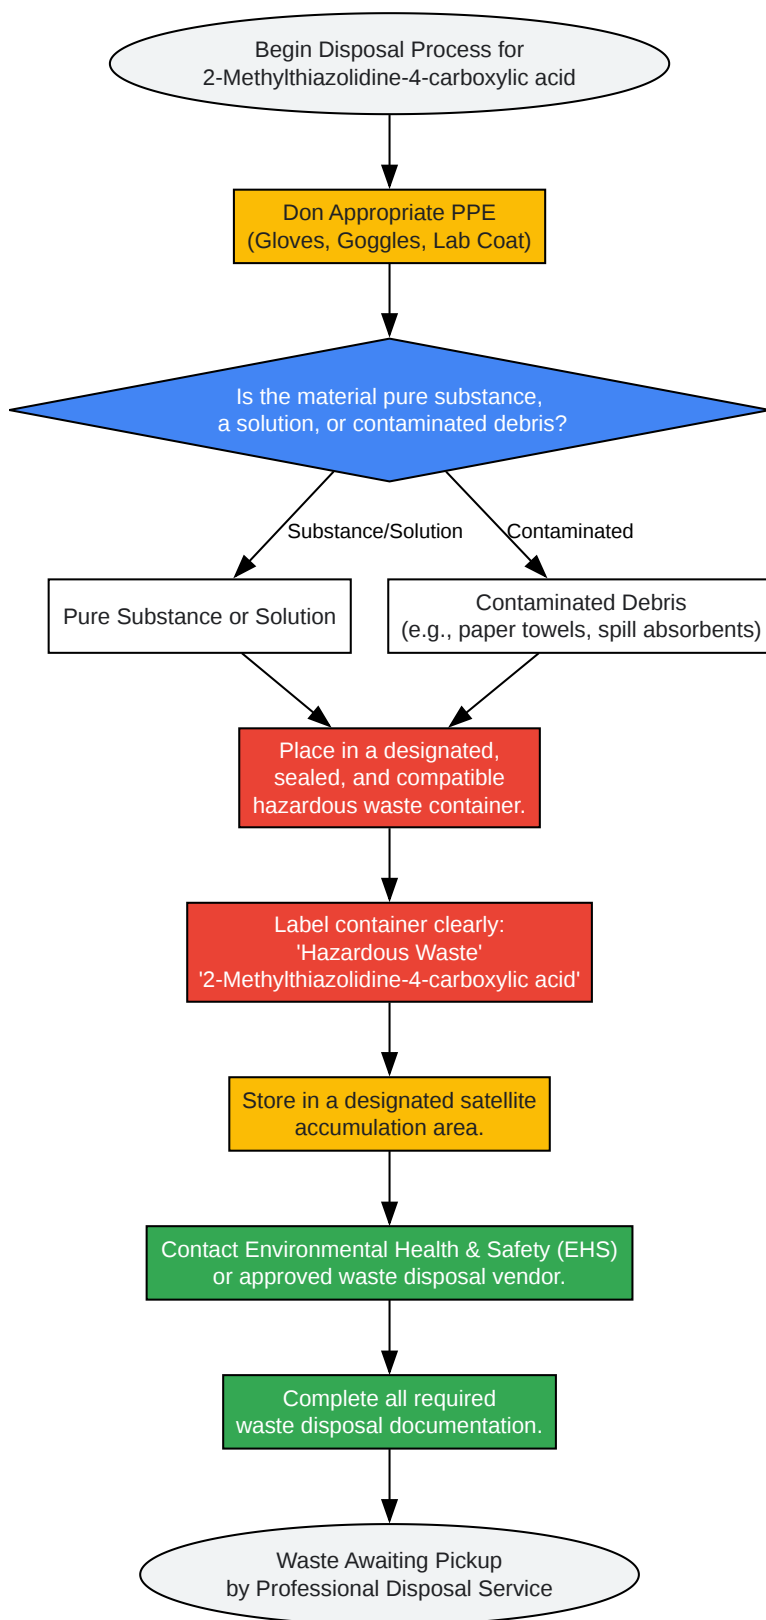 Begin Disposal Process for
2-Methylthiazolidine-4-carboxylic acid
Don Appropriate PPE
(Gloves, Goggles, Lab Coat)
Is the material pure substance,
a solution, or contaminated debris?
Substance/Solution
Contaminated
Pure Substance or Solution
Contaminated Debris
(e.g., paper towels, spill absorbents)
Place in a designated,
sealed, and compatible
hazardous waste container.
Label container clearly:
'Hazardous Waste'
'2-Methylthiazolidine-4-carboxylic acid'
Store in a designated satellite
accumulation area.
Contact Environmental Health & Safety (EHS)
or approved waste disposal vendor.
Complete all required
waste disposal documentation.
Waste Awaiting Pickup
by Professional Disposal Service